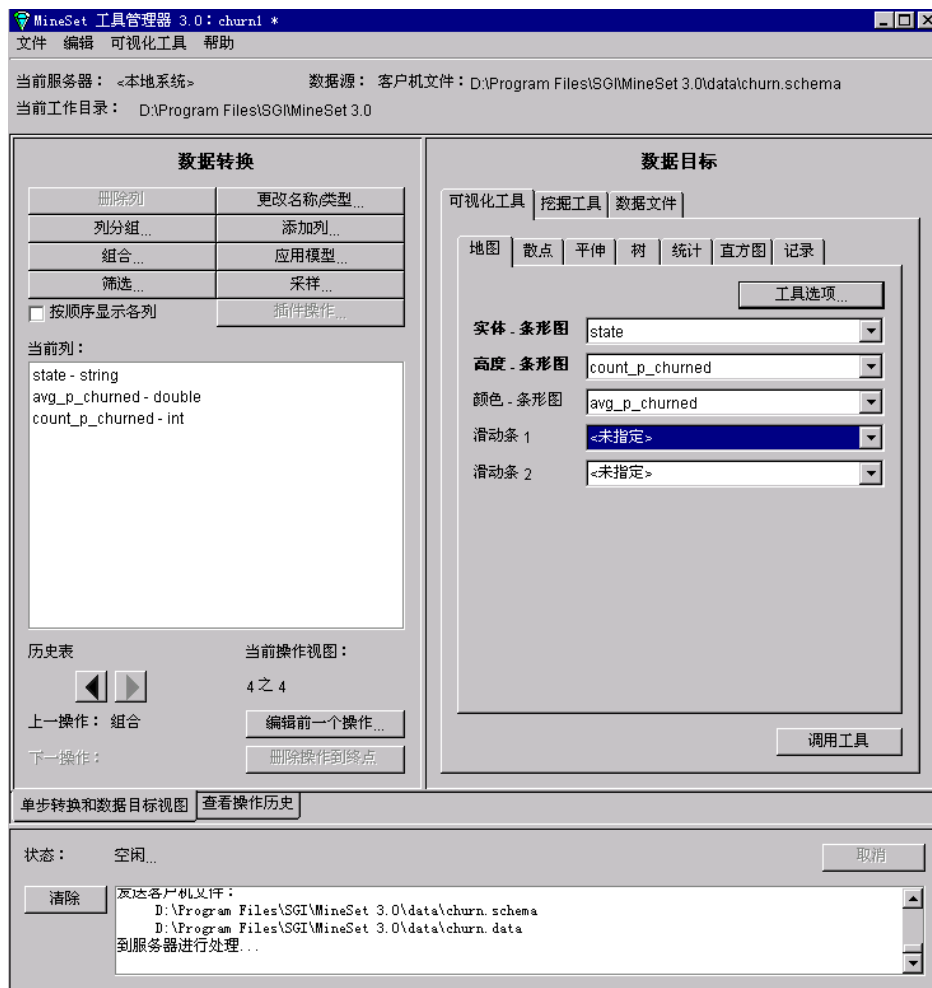 MineSet 工具管理器 3.0: churn1 *
文件 编辑 可视化工具 帮助
当前服务器： <本地系统> 数据源： 客户机文件：D:\Program Files\SGI\MineSet 3.0\data\churn.schema
当前工作目录： D:\Program Files\SGI\MineSet 3.0
数据转换
删除列 更改名称/类型...
列分组... 添加列...
组合... 应用模型...
筛选... 采样...
按顺序显示各列 插件操作...
当前列：
state - string
avg_p_churned - double
count_p_churned - int
历史表 当前操作视图：
4 之 4
上一操作： 组合 编辑前一个操作...
下一操作： 删除操作到终点
数据目标
可视化工具 挖掘工具 数据文件
地图 散点 平伸 树 统计 直方图 记录
工具选项...
实体 - 条形图 state
高度 - 条形图 count_p_churned
颜色 - 条形图 avg_p_churned
滑动条 1 <未指定>
滑动条 2 <未指定>
调用工具
单步转换和数据目标视图 查看操作历史
状态： 空闲... 取消
清除
发送客户机文件：
D:\Program Files\SGI\MineSet 3.0\data\churn.schema
D:\Program Files\SGI\MineSet 3.0\data\churn.data
到服务器进行处理...